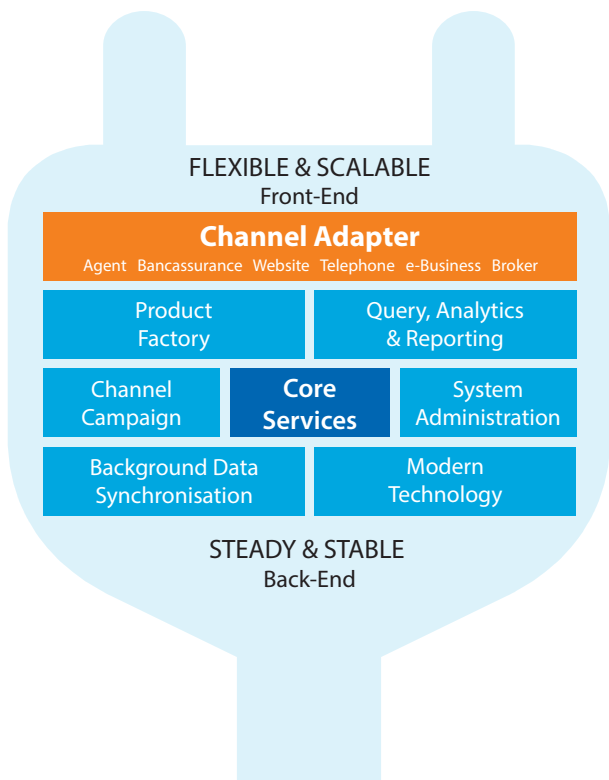 FLEXIBLE & SCALABLE
Front-End
Channel Adapter
Agent Bancassurance Website Telephone e-Business Broker
Product
Factory
Query, Analytics
& Reporting
Channel
Campaign
Core
Services
System
Administration
Background Data
Synchronisation
Modern
Technology
STEADY & STABLE
Back-End